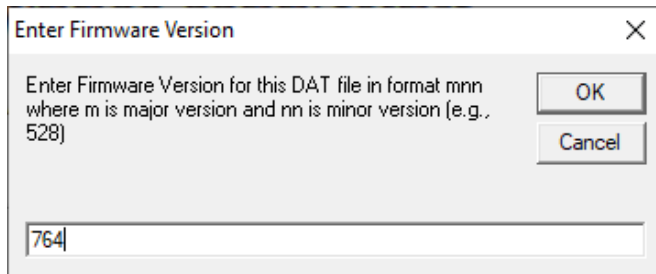 Enter Firmware Version
Enter Firmware Version for this DAT file in format mnn
where m is major version and nn is minor version (e.g.,
528)
OK
Cancel
764